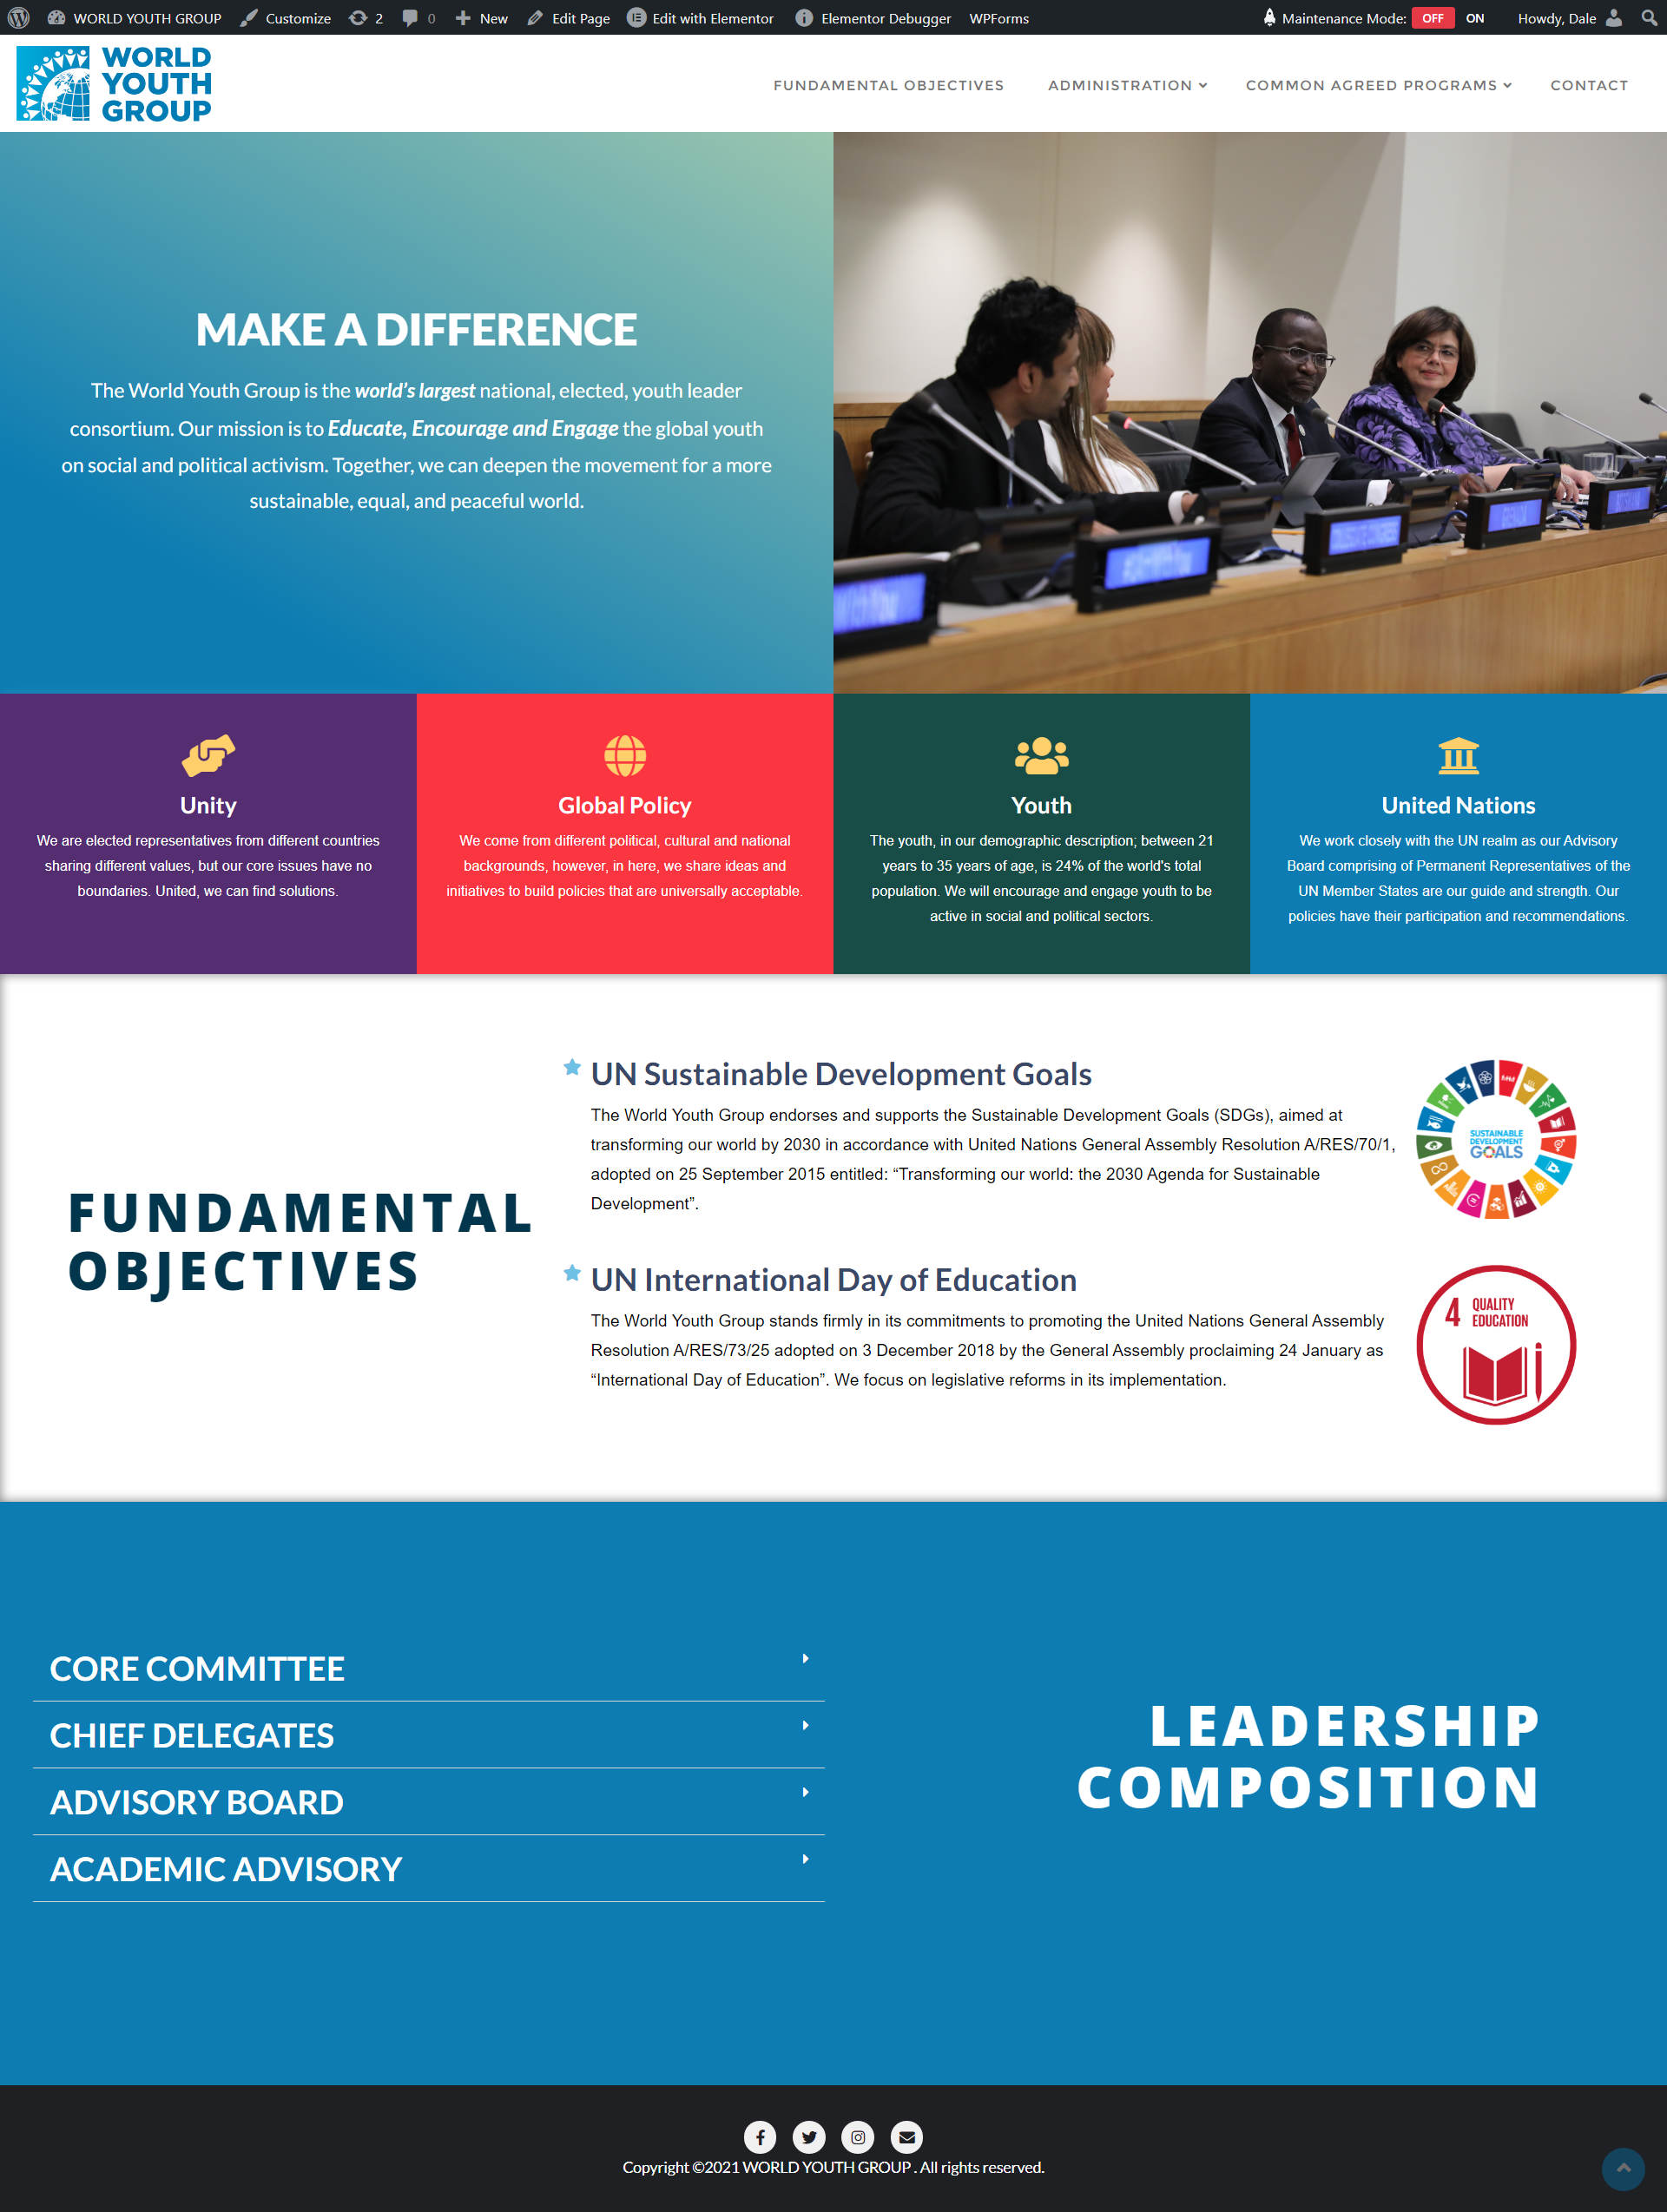 WORLD YOUTH GROUP Customize 2 0 New Edit Page Edit with Elementor Elementor Debugger WPForms Maintenance Mode: OFF ON Howdy, Dale
WORLD
YOUTH
GROUP
FUNDAMENTAL OBJECTIVES ADMINISTRATION COMMON AGREED PROGRAMS CONTACT
MAKE A DIFFERENCE
The World Youth Group is the world’s largest national, elected, youth leader
consortium. Our mission is to Educate, Encourage and Engage the global youth
on social and political activism. Together, we can deepen the movement for a more
sustainable, equal, and peaceful world.
GRENADA
Unity
We are elected representatives from different countries
sharing different values, but our core issues have no
boundaries. United, we can find solutions.
Global Policy
We come from different political, cultural and national
backgrounds, however, in here, we share ideas and
initiatives to build policies that are universally acceptable.
Youth
The youth, in our demographic description; between 21
years to 35 years of age, is 24% of the world's total
population. We will encourage and engage youth to be
active in social and political sectors.
United Nations
We work closely with the UN realm as our Advisory
Board comprising of Permanent Representatives of the
UN Member States are our guide and strength. Our
policies have their participation and recommendations.
FUNDAMENTAL
OBJECTIVES
UN Sustainable Development Goals
The World Youth Group endorses and supports the Sustainable Development Goals (SDGs), aimed at
transforming our world by 2030 in accordance with United Nations General Assembly Resolution A/RES/70/1,
adopted on 25 September 2015 entitled: “Transforming our world: the 2030 Agenda for Sustainable
Development”.
SUSTAINABLE
DEVELOPMENT
GOALS
UN International Day of Education
The World Youth Group stands firmly in its commitments to promoting the United Nations General Assembly
Resolution A/RES/73/25 adopted on 3 December 2018 by the General Assembly proclaiming 24 January as
“International Day of Education”. We focus on legislative reforms in its implementation.
4 QUALITY
EDUCATION
CORE COMMITTEE
CHIEF DELEGATES
ADVISORY BOARD
ACADEMIC ADVISORY
LEADERSHIP
COMPOSITION
Copyright ©2021 WORLD YOUTH GROUP . All rights reserved.